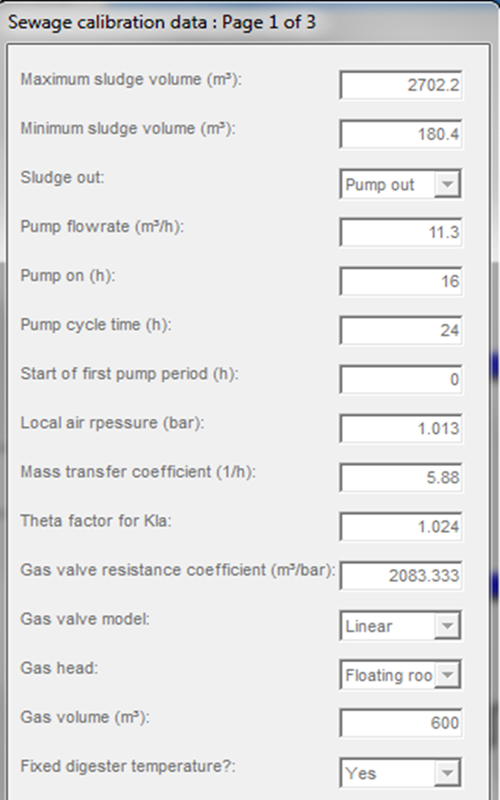 Sewage calibration data : Page 1 of 3
Maximum sludge volume (m³): 2702.2
Minimum sludge volume (m³): 180.4
Sludge out: Pump out
Pump flowrate (m³/h): 11.3
Pump on (h): 16
Pump cycle time (h): 24
Start of first pump period (h): 0
Local air rpessure (bar): 1.013
Mass transfer coefficient (1/h): 5.88
Theta factor for Kla: 1.024
Gas valve resistance coefficient (m³/bar): 2083.333
Gas valve model: Linear
Gas head: Floating roo
Gas volume (m³): 600
Fixed digester temperature?: Yes